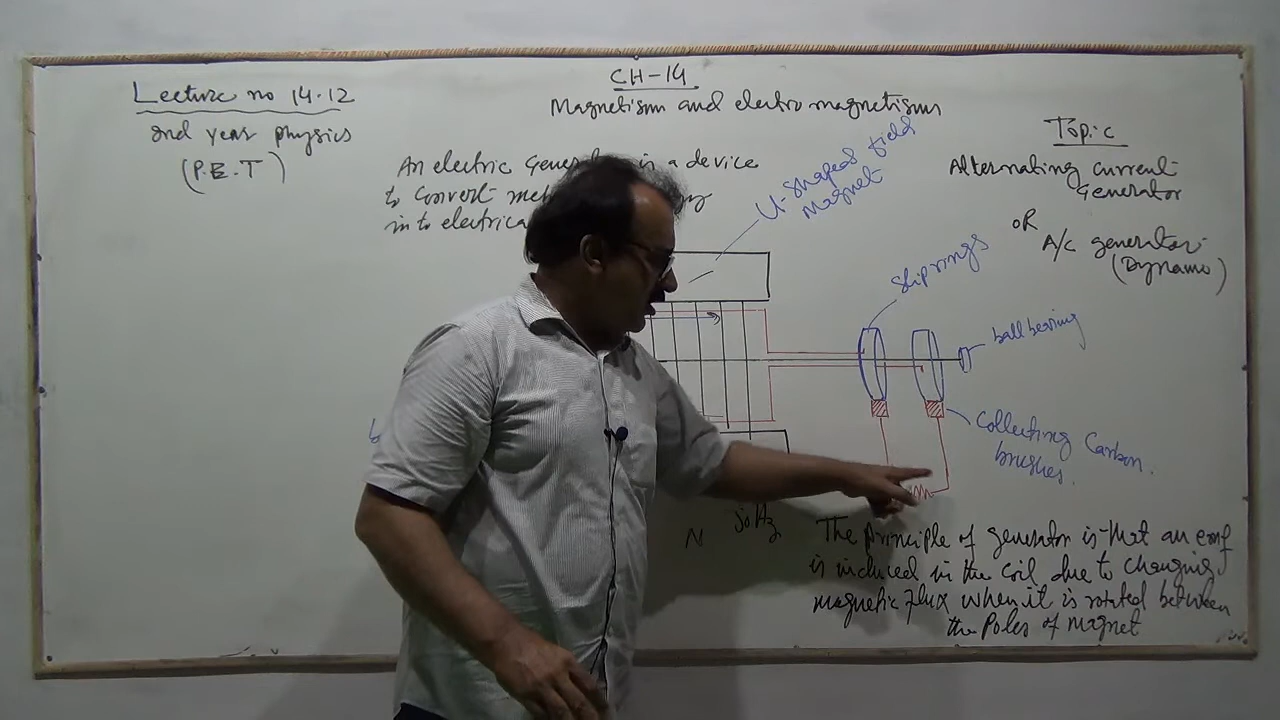 CH-14
Magnetism and electro magnetism
Lecture no 14.12
2nd year physics
(P.E.T)
Topic
Alternating current
Generator
OR
A/C generator
(Dynamo)
An electric Gene is a device
to convert me y
in to electrica
U-shaped field
Magnet
Slip rings
ball bearing
Collecting Carbon
brushes.
N
50Hz
The principle of generator is that an emf
is induced in the coil due to changing
magnetic flux when it is rotated between
the Poles of magnet